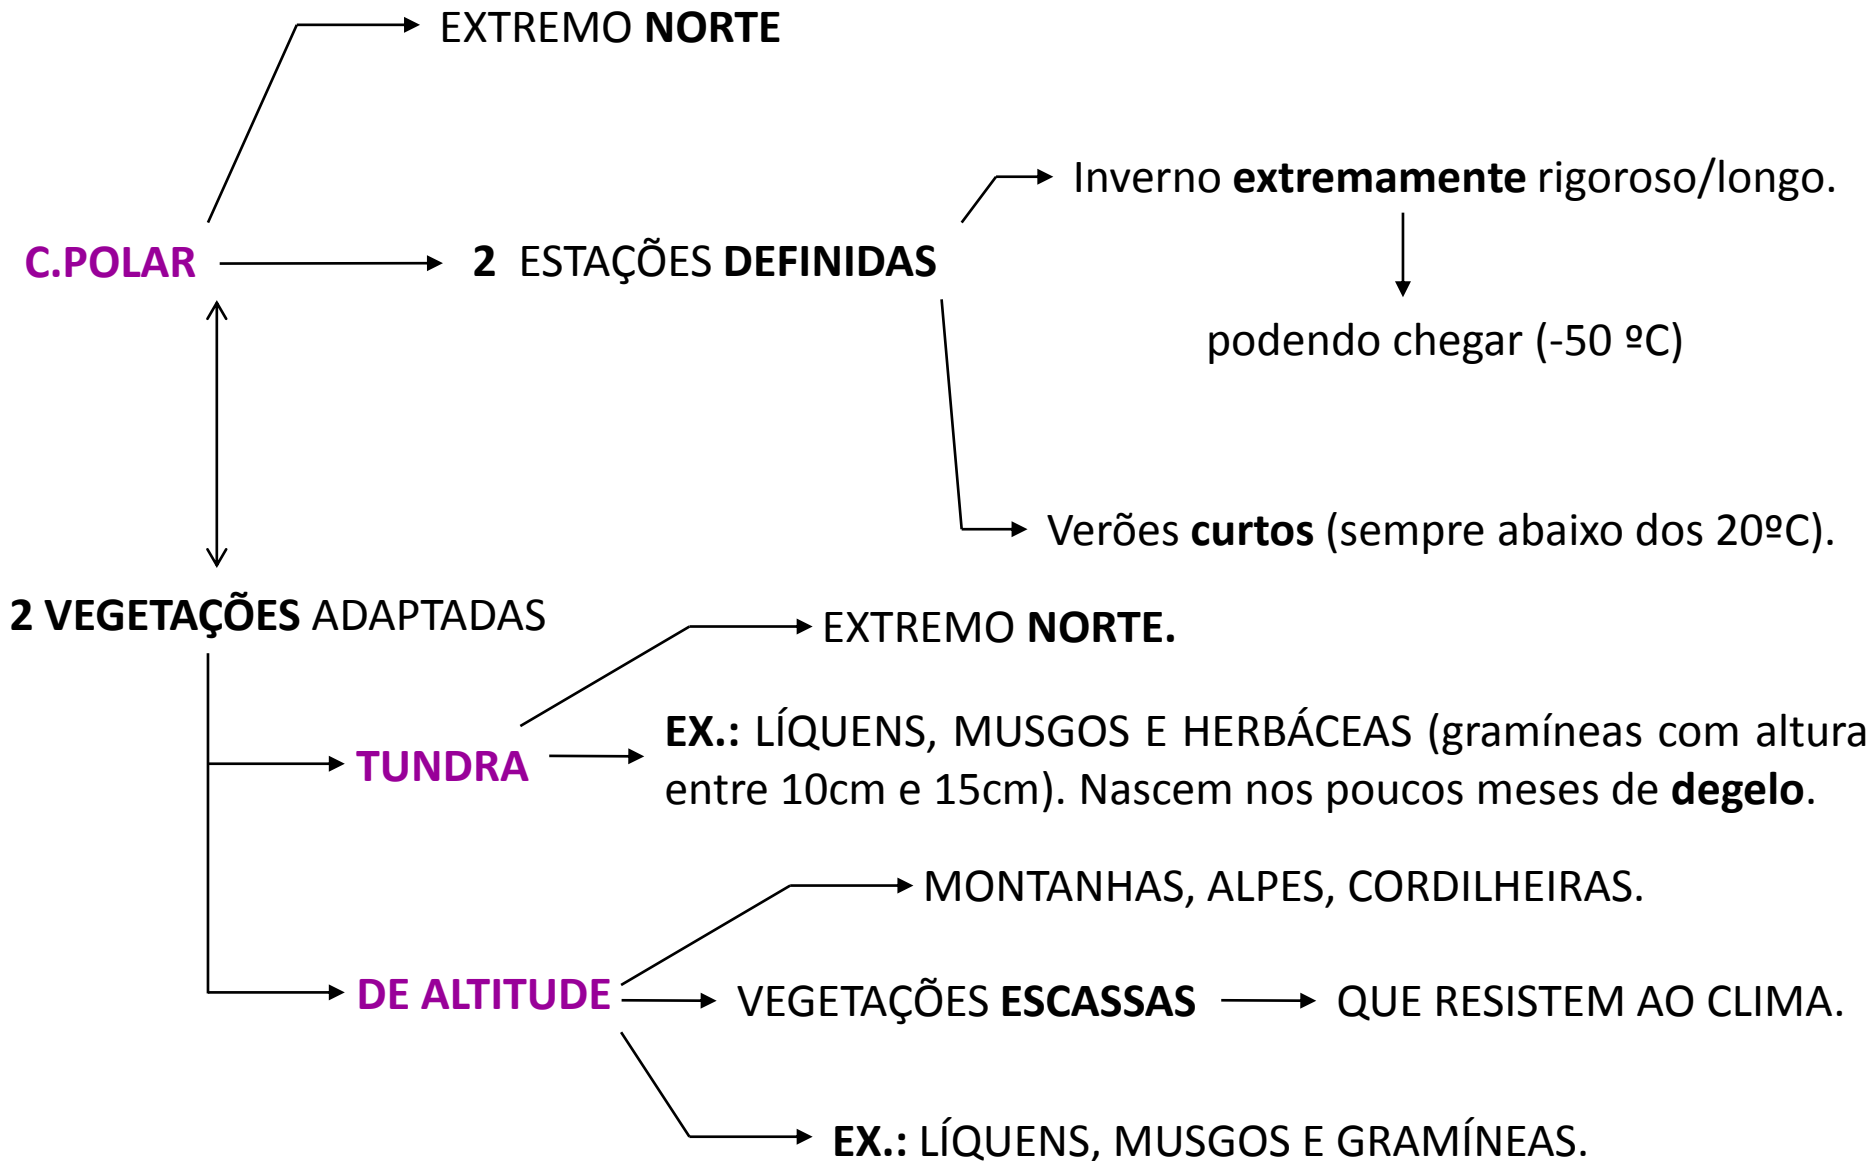 EXTREMO NORTE
Inverno extremamente rigoroso/longo.
C.POLAR
2 ESTAÇÕES DEFINIDAS
podendo chegar (-50 ºC)
Verões curtos (sempre abaixo dos 20ºC).
2 VEGETAÇÕES ADAPTADAS
EXTREMO NORTE.
TUNDRA
EX.: LÍQUENS, MUSGOS E HERBÁCEAS (gramíneas com altura
entre 10cm e 15cm). Nascem nos poucos meses de degelo.
MONTANHAS, ALPES, CORDILHEIRAS.
DE ALTITUDE
VEGETAÇÕES ESCASSAS
QUE RESISTEM AO CLIMA.
EX.: LÍQUENS, MUSGOS E GRAMÍNEAS.